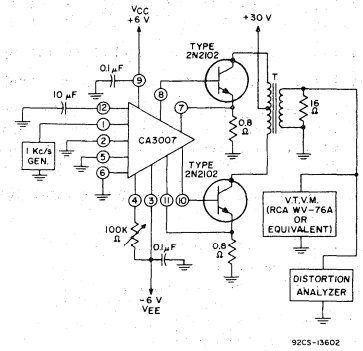 VCC
+6 V
+30 V
TYPE
2N2102
0.1 µF
9
8
T
10 µF
12
7
1
CA3007
0.8
Ω
16
Ω
1 Kc/s
GEN.
2
5
6
TYPE
2N2102
4
3
11
10
V.T.V.M.
(RCA WV-76A
OR
EQUIVALENT)
100K
Ω
0.1 µF
0.8
Ω
-6 V
VEE
DISTORTION
ANALYZER
92CS-13602